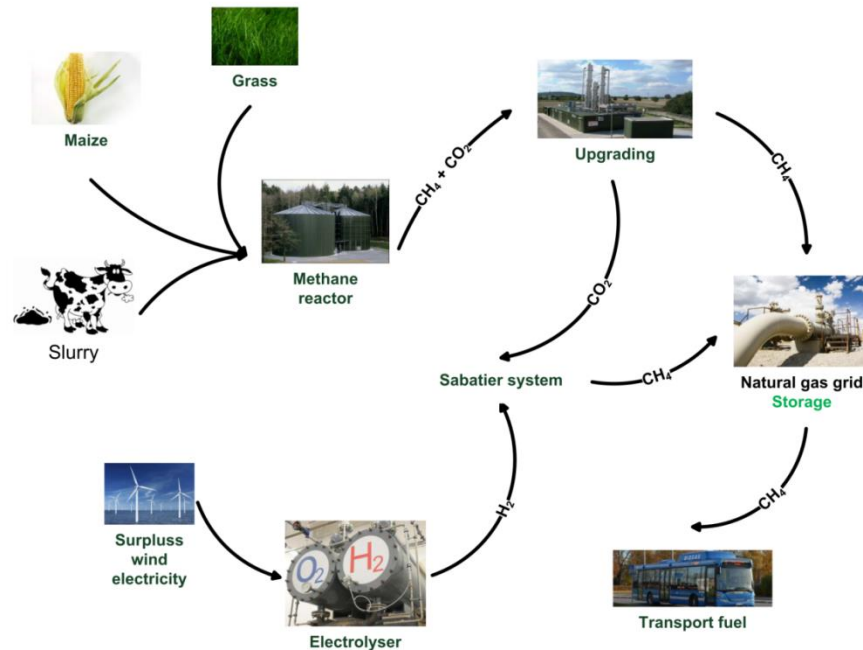 Grass
Maize
CH₄ + CO₂
Upgrading
CH₄
Methane
reactor
Slurry
CO₂
Sabatier system
CH₄
Natural gas grid
Storage
H₂
CH₄
Surpluss
wind
electricity
O₂ H₂
Electrolyser
Transport fuel